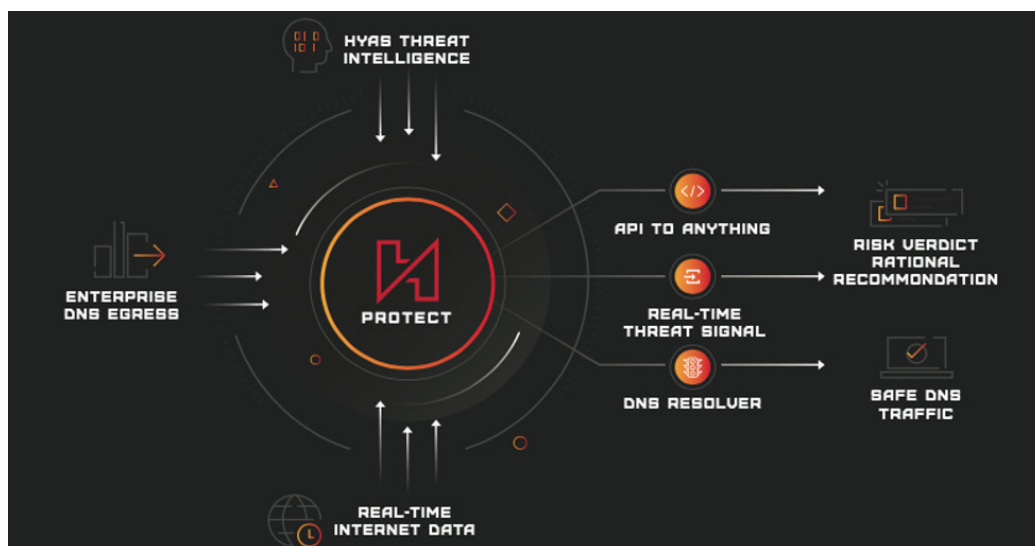 HYAS THREAT
INTELLIGENCE
ENTERPRISE
DNS EGRESS
PROTECT
REAL-TIME
INTERNET DATA
</>
API TO ANYTHING
REAL-TIME
THREAT SIGNAL
DNS RESOLVER
RISK VERDICT
RATIONAL
RECOMMONDATION
SAFE DNS
TRAFFIC